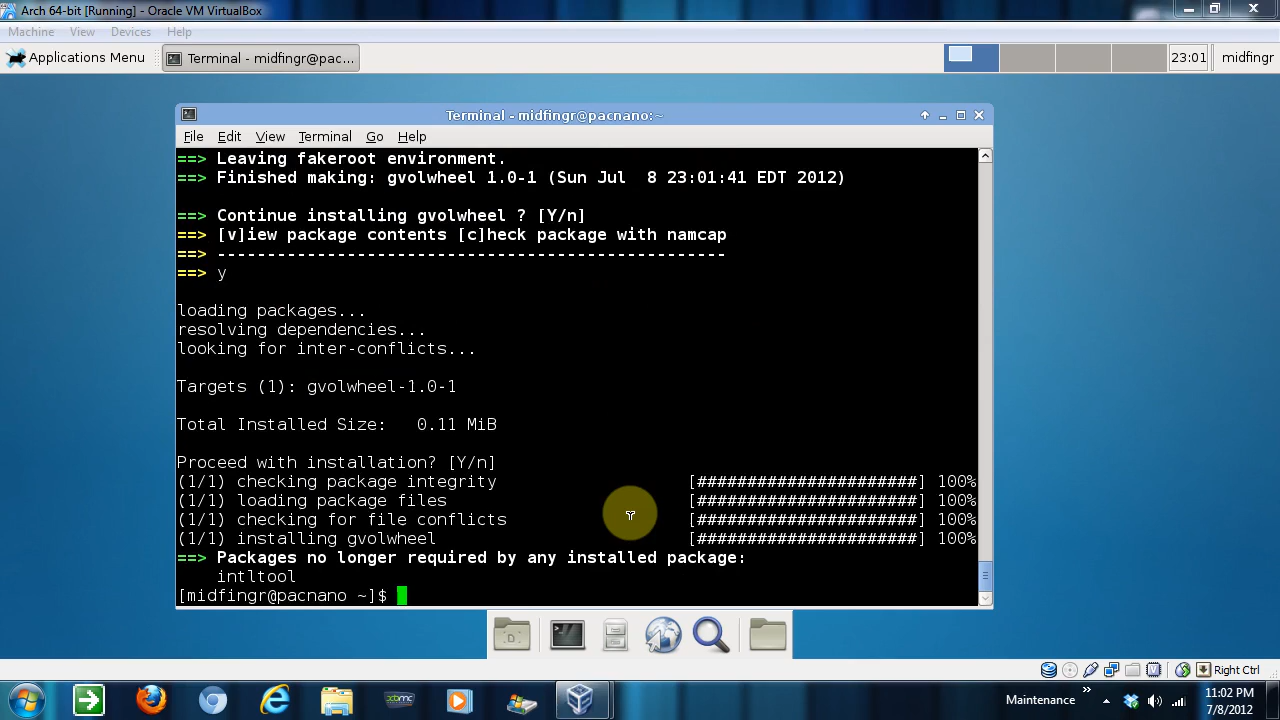 Arch 64-bit [Running] - Oracle VM VirtualBox
Machine View Devices Help
Applications Menu Terminal - midfingr@pac... 23:01 midfingr
Terminal - midfingr@pacnano:~
File Edit View Terminal Go Help
==> Leaving fakeroot environment.
==> Finished making: gvolwheel 1.0-1 (Sun Jul  8 23:01:41 EDT 2012)
==> Continue installing gvolwheel ? [Y/n]
==> [v]iew package contents [c]heck package with namcap
==> ---------------------------------------------------
==> y
loading packages...
resolving dependencies...
looking for inter-conflicts...
Targets (1): gvolwheel-1.0-1
Total Installed Size:   0.11 MiB
Proceed with installation? [Y/n]
(1/1) checking package integrity [######################] 100%
(1/1) loading package files [######################] 100%
(1/1) checking for file conflicts [######################] 100%
(1/1) installing gvolwheel [######################] 100%
==> Packages no longer required by any installed package:
intltool
[midfingr@pacnano ~]$
D
Right Ctrl
xbmc
Maintenance
11:02 PM
7/8/2012